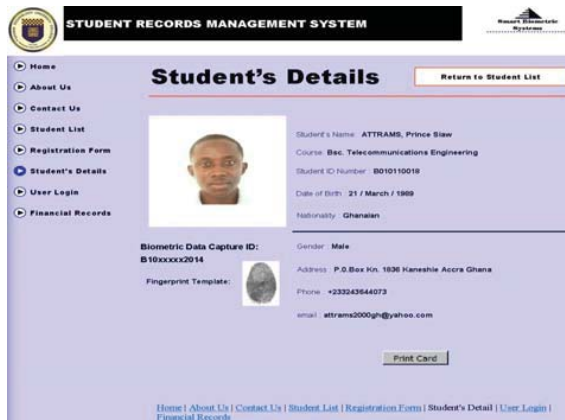 STUDENT RECORDS MANAGEMENT SYSTEM
Smart Biometric
Systems
Home
About Us
Contact Us
Student List
Registration Form
Student's Details
User Login
Financial Records
Student's Details
Return to Student List
Student's Name : ATTRAMS, Prince Siaw
Course : Bsc. Telecommunications Engineering
Student ID Number : B010110018
Date of Birth : 21 / March / 1989
Nationality : Ghanaian
Biometric Data Capture ID:
B10xxxxx2014
Fingerprint Template:
Gender : Male
Address : P.O.Box Kn. 1836 Kaneshie Accra Ghana
Phone : +233243644073
email : attrams2000gh@yahoo.com
Print Card
Home | About Us | Contact Us | Student List | Registration Form | Student's Detail | User Login |
Financial Records